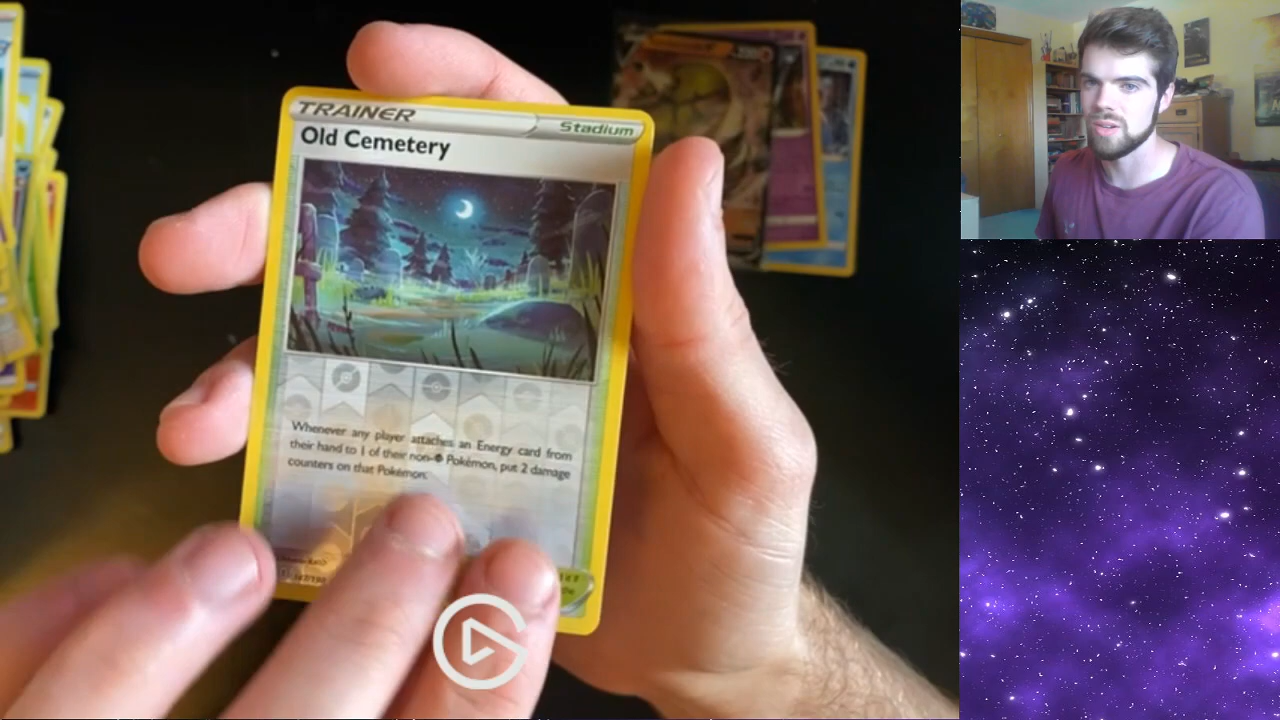 TRAINER
Stadium
Old Cemetery
Whenever any player attaches an Energy card from
their hand to 1 of their non- Pokémon, put 2 damage
counters on that Pokémon.